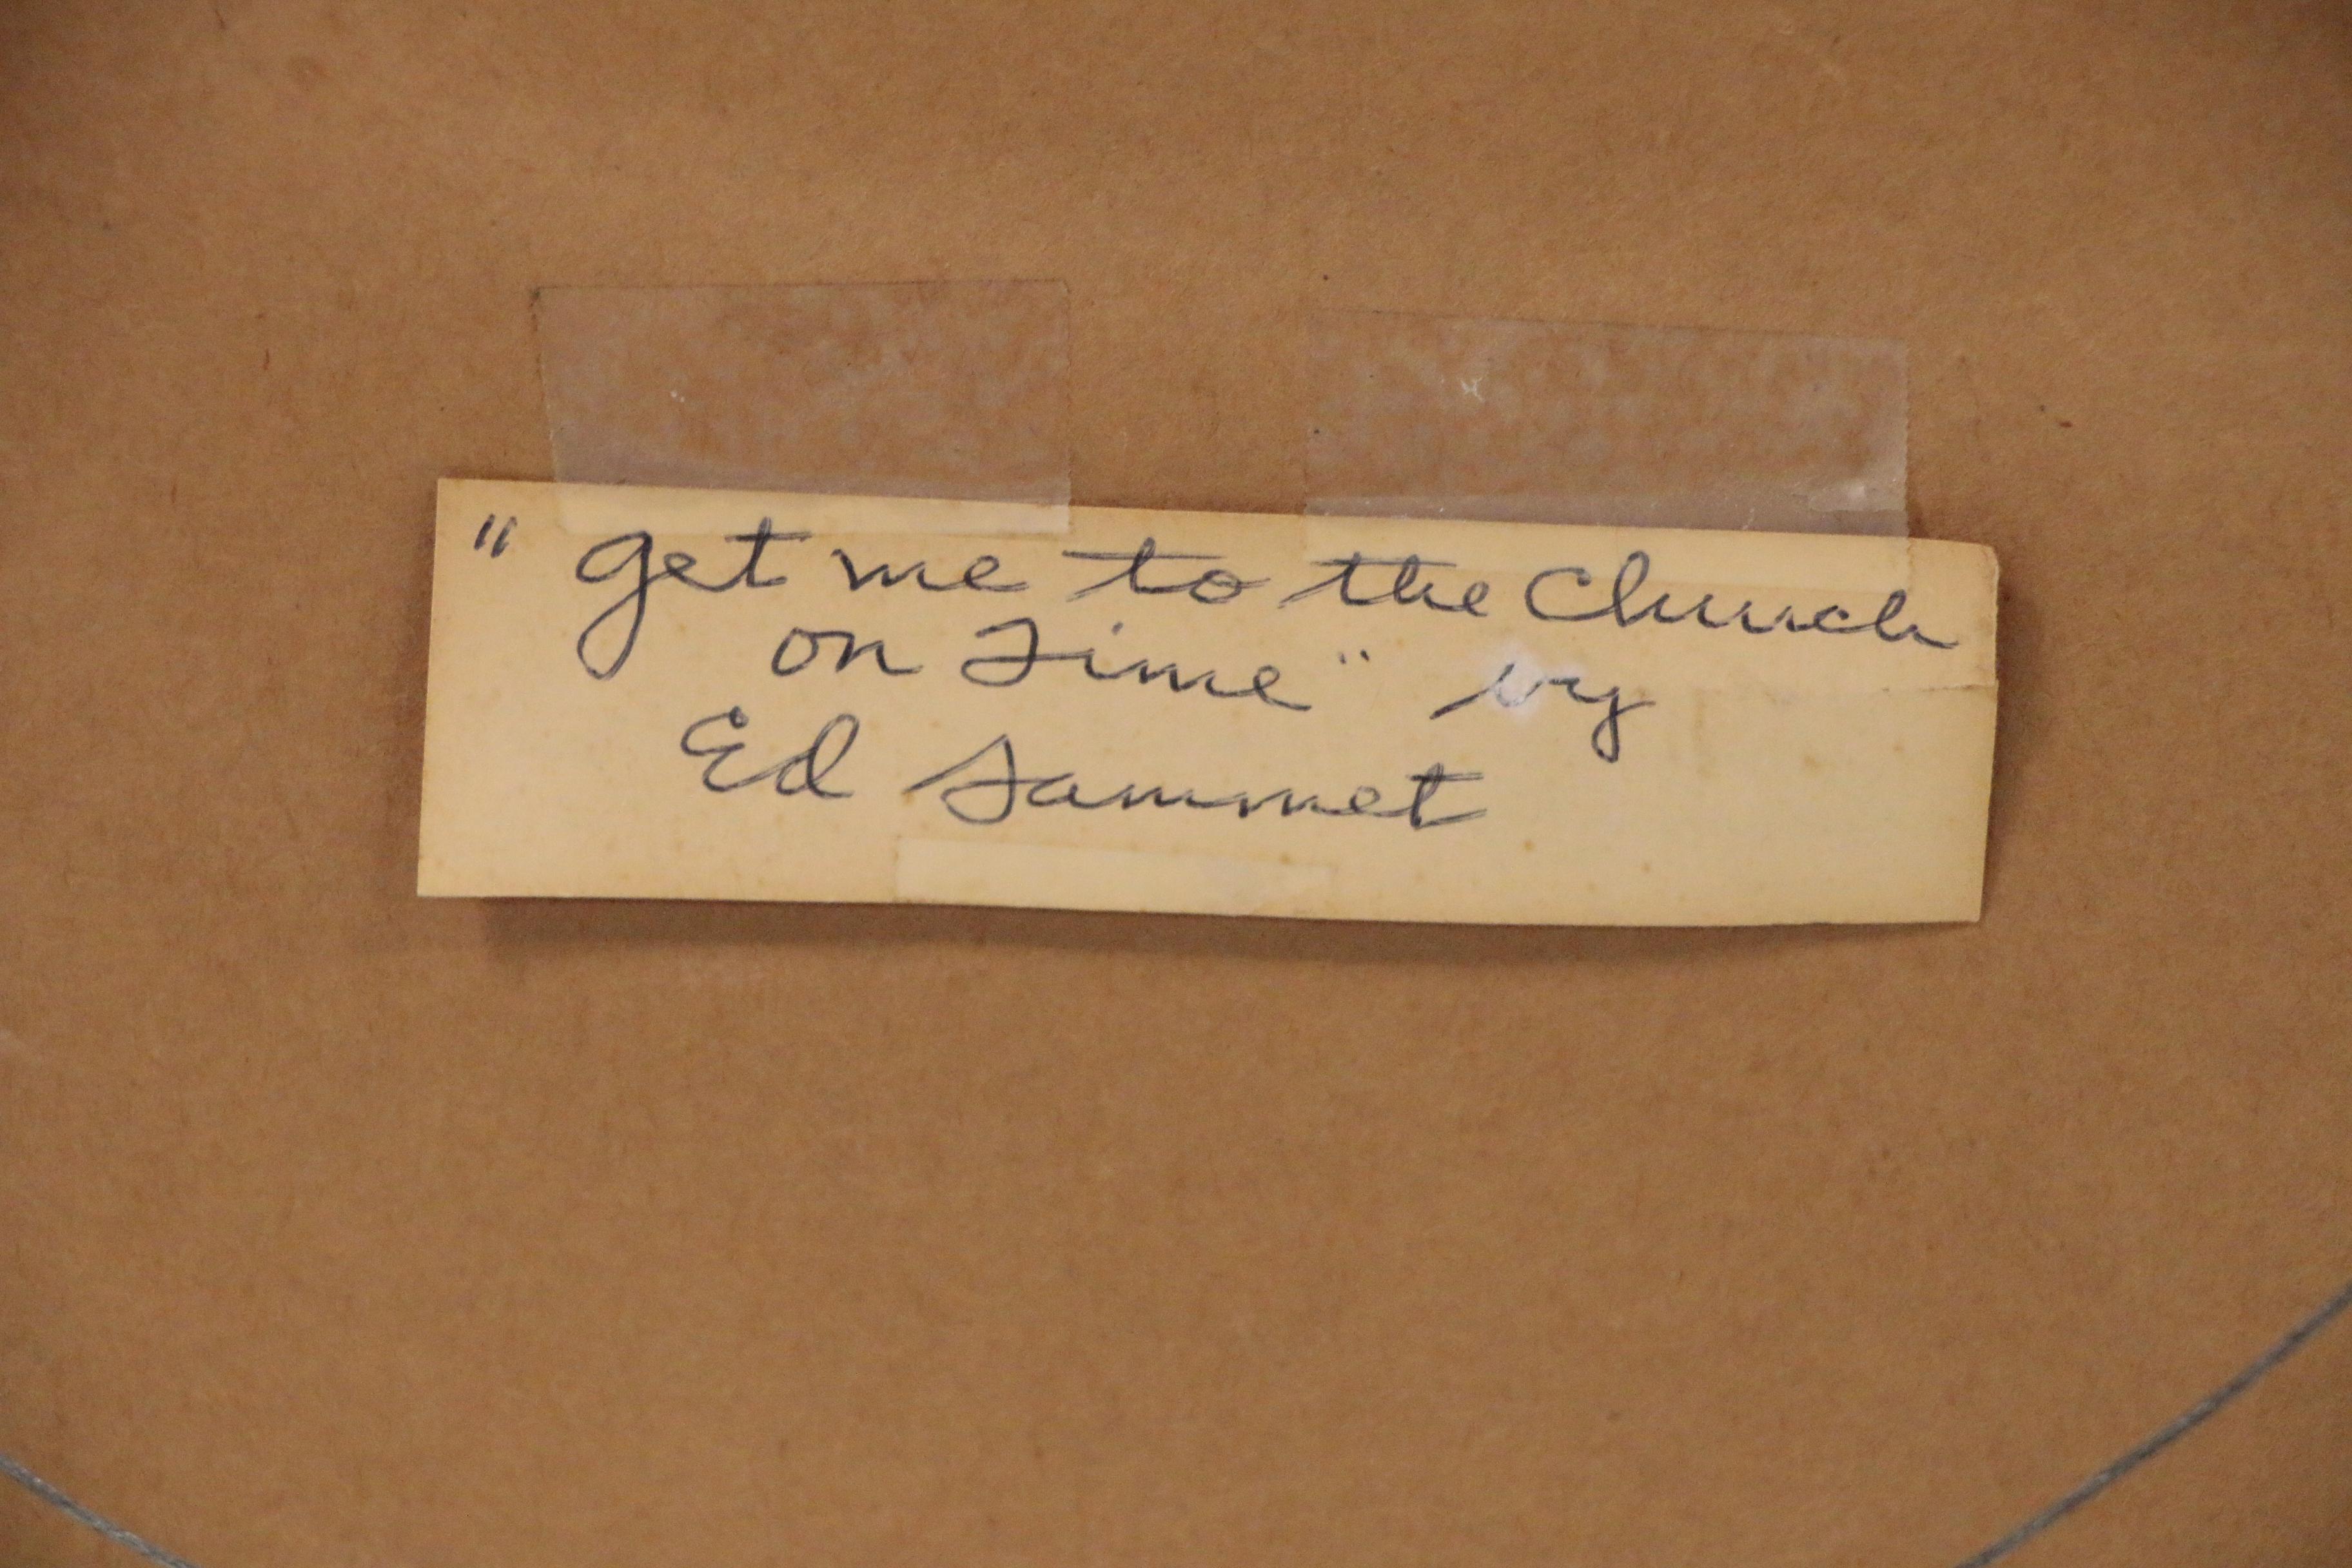 " Get me to the Church
on Time" by
Ed Sammet